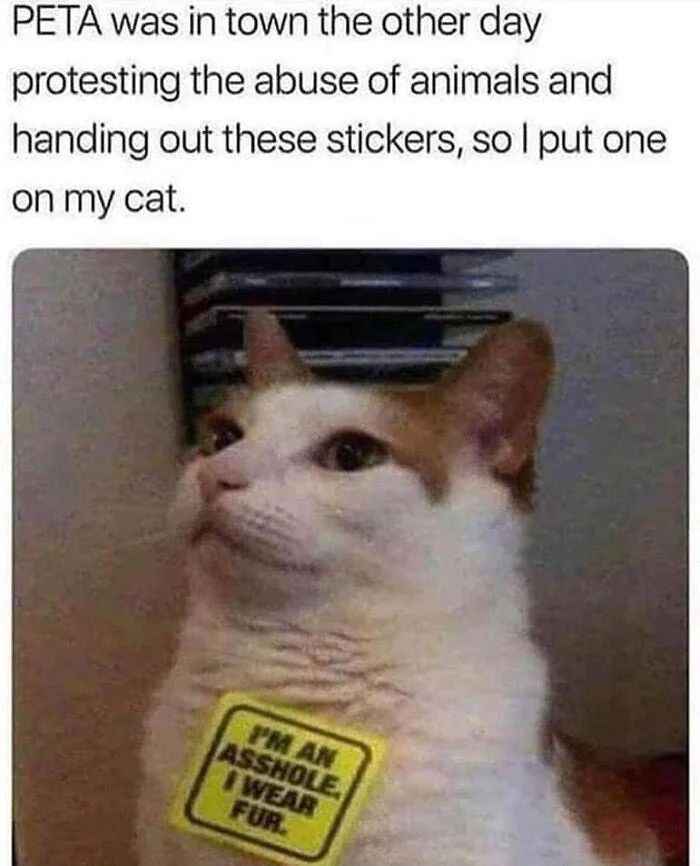 PETA was in town the other day
protesting the abuse of animals and
handing out these stickers, so I put one
on my cat.
I'M AN
ASSHOLE.
I WEAR
FUR.